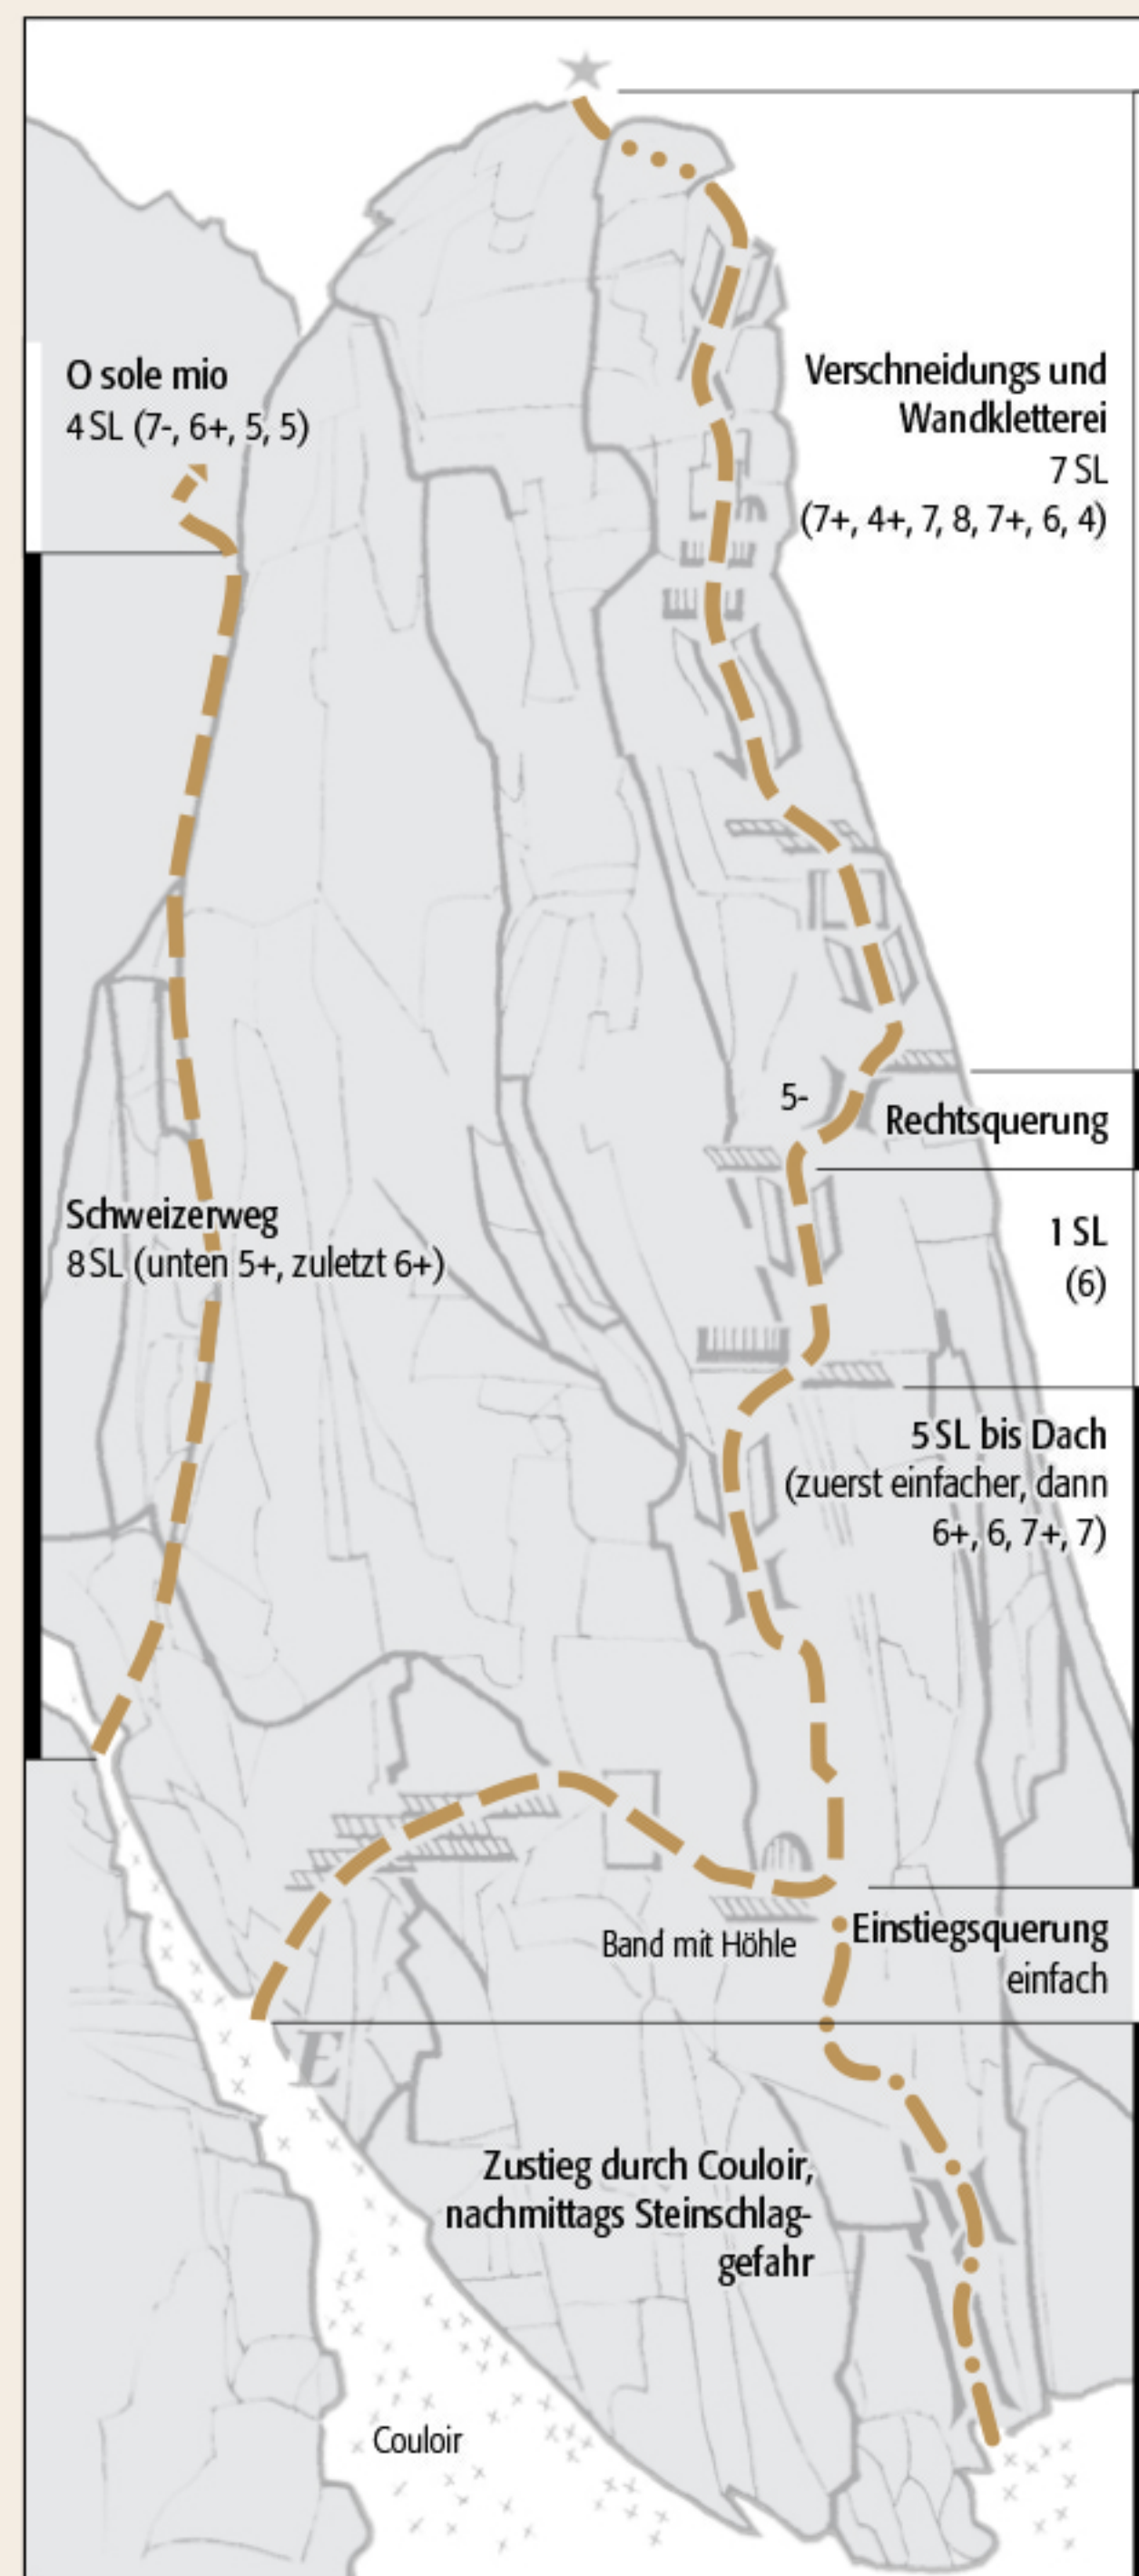 O sole mio
4 SL (7-, 6+, 5, 5)
Verschneidungs und
Wandkletterei
7 SL
(7+, 4+, 7, 8, 7+, 6, 4)
5-
Rechtsquerung
Schweizerweg
8 SL (unten 5+, zuletzt 6+)
1 SL
(6)
5 SL bis Dach
(zuerst einfacher, dann
6+, 6, 7+, 7)
Band mit Höhle
Einstiegsquerung
einfach
E
Zustieg durch Couloir,
nachmittags Steinschlag-
gefahr
Couloir